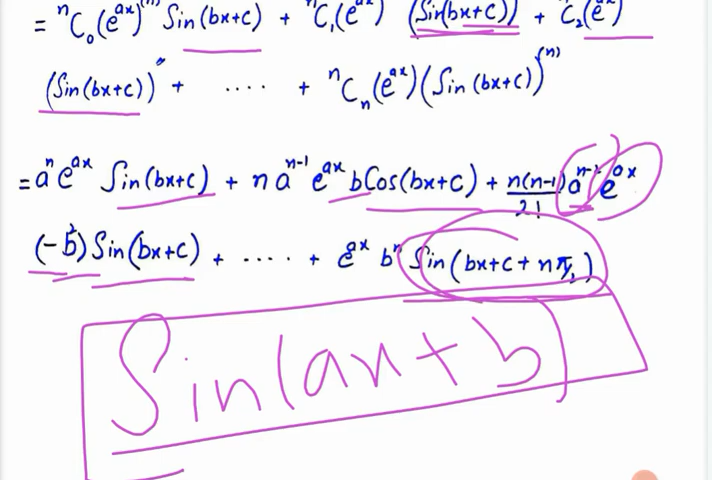 = ⁿC₀(e^{ax})^{(n)} Sin(bx+c) + ⁿC₁(e^{ax}) (Sin(bx+c)) + ⁿC₂(e^{ax})
(Sin(bx+c))'' + .... + ⁿCₙ(e^{ax})(Sin(bx+c))^{(n)}
= aⁿe^{ax} Sin(bx+c) + n a^{n-1} e^{ax} bCos(bx+c) + n(n-1)/2! a^{n-2} e^{ax}
(-b²)Sin(bx+c) + .... + e^{ax} bⁿ Sin(bx+c+nπ/2)
Sin(ax+b)